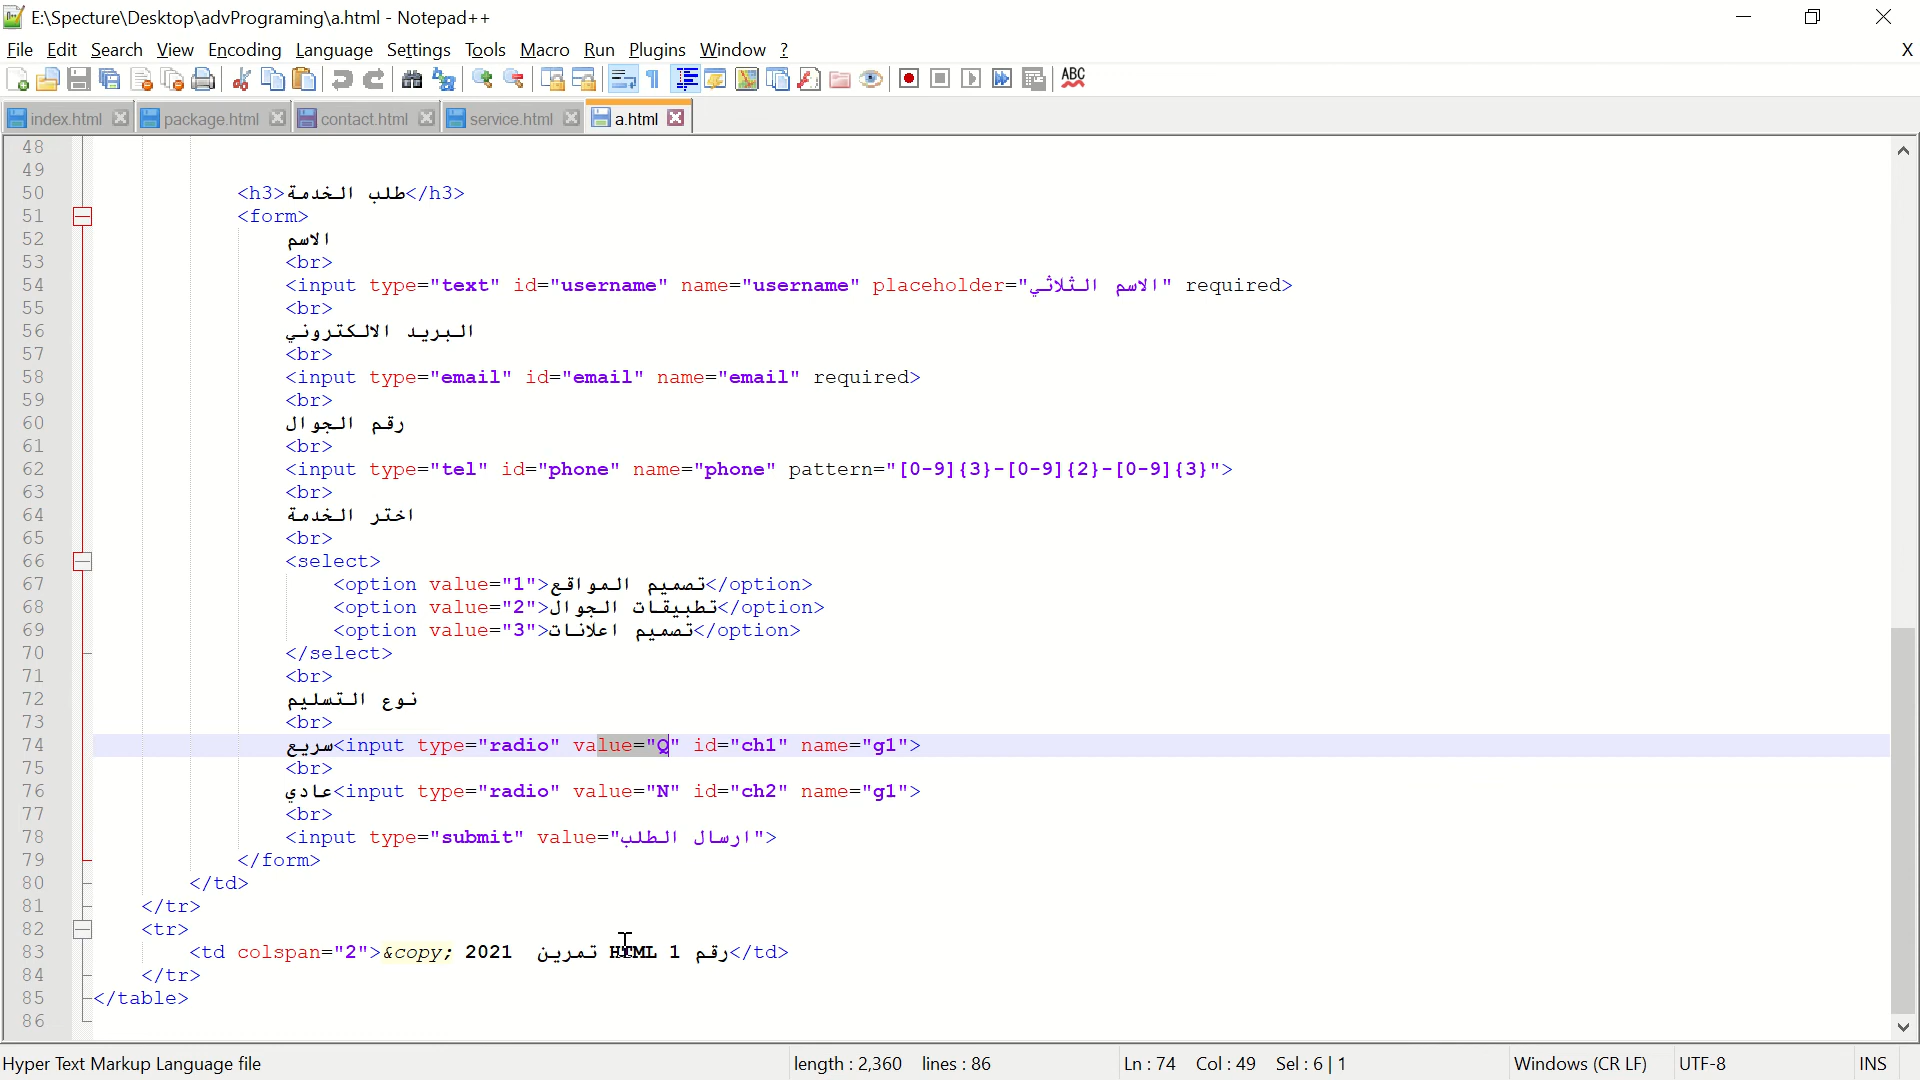 E:\Specture\Desktop\advPrograming\a.html - Notepad++
File Edit Search View Encoding Language Settings Tools Macro Run Plugins Window ? X
ABC
index.html package.html contact.html service.html a.html
48
49
50 <h3>طلب الخدمة</h3>
51 <form>
52 الاسم
53 <br>
54 <input type="text" id="username" name="username" placeholder="الاسم الثلاثي" required>
55 <br>
56 البريد الالكتروني
57 <br>
58 <input type="email" id="email" name="email" required>
59 <br>
60 رقم الجوال
61 <br>
62 <input type="tel" id="phone" name="phone" pattern="[0-9]{3}-[0-9]{2}-[0-9]{3}">
63 <br>
64 اختر الخدمة
65 <br>
66 <select>
67 <option value="1">تصميم المواقع</option>
68 <option value="2">تطبيقات الجوال</option>
69 <option value="3">تصميم اعلانات</option>
70 </select>
71 <br>
72 نوع التسليم
73 <br>
74 سريع<input type="radio" value="Q" id="ch1" name="g1">
75 <br>
76 عادي<input type="radio" value="N" id="ch2" name="g1">
77 <br>
78 <input type="submit" value="ارسال الطلب">
79 </form>
80 </td>
81 </tr>
82 <tr>
83 <td colspan="2">&copy; 2021 تمرين HTML 1 رقم</td>
84 </tr>
85 </table>
86
Hyper Text Markup Language file length : 2,360 lines : 86 Ln : 74 Col : 49 Sel : 6 | 1 Windows (CR LF) UTF-8 INS